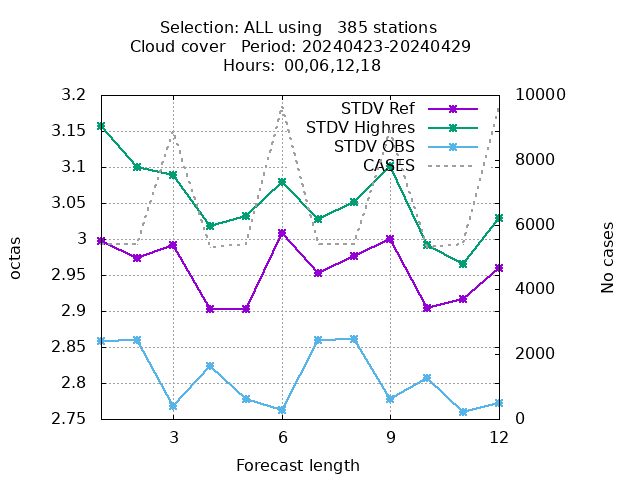 Selection: ALL using   385 stations
Cloud cover   Period: 20240423-20240429
Hours:  00,06,12,18
3.2
3.15
3.1
3.05
3
2.95
2.9
2.85
2.8
2.75
octas
STDV Ref
STDV Highres
STDV OBS
CASES
10000
8000
6000
4000
2000
0
No cases
3
6
9
12
Forecast length